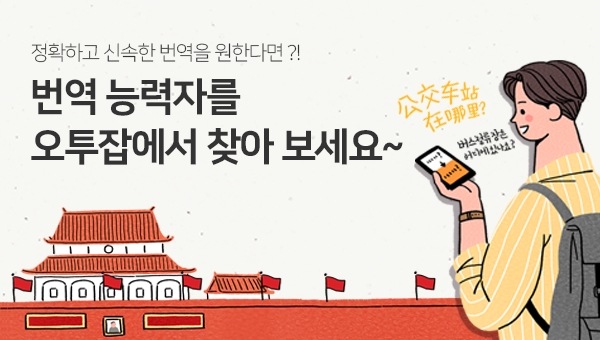 정확하고 신속한 번역을 원한다면 ?!
번역 능력자를
오투잡에서 찾아 보세요~
公交车站
在哪里?
버스정류장은
어디에있나요?